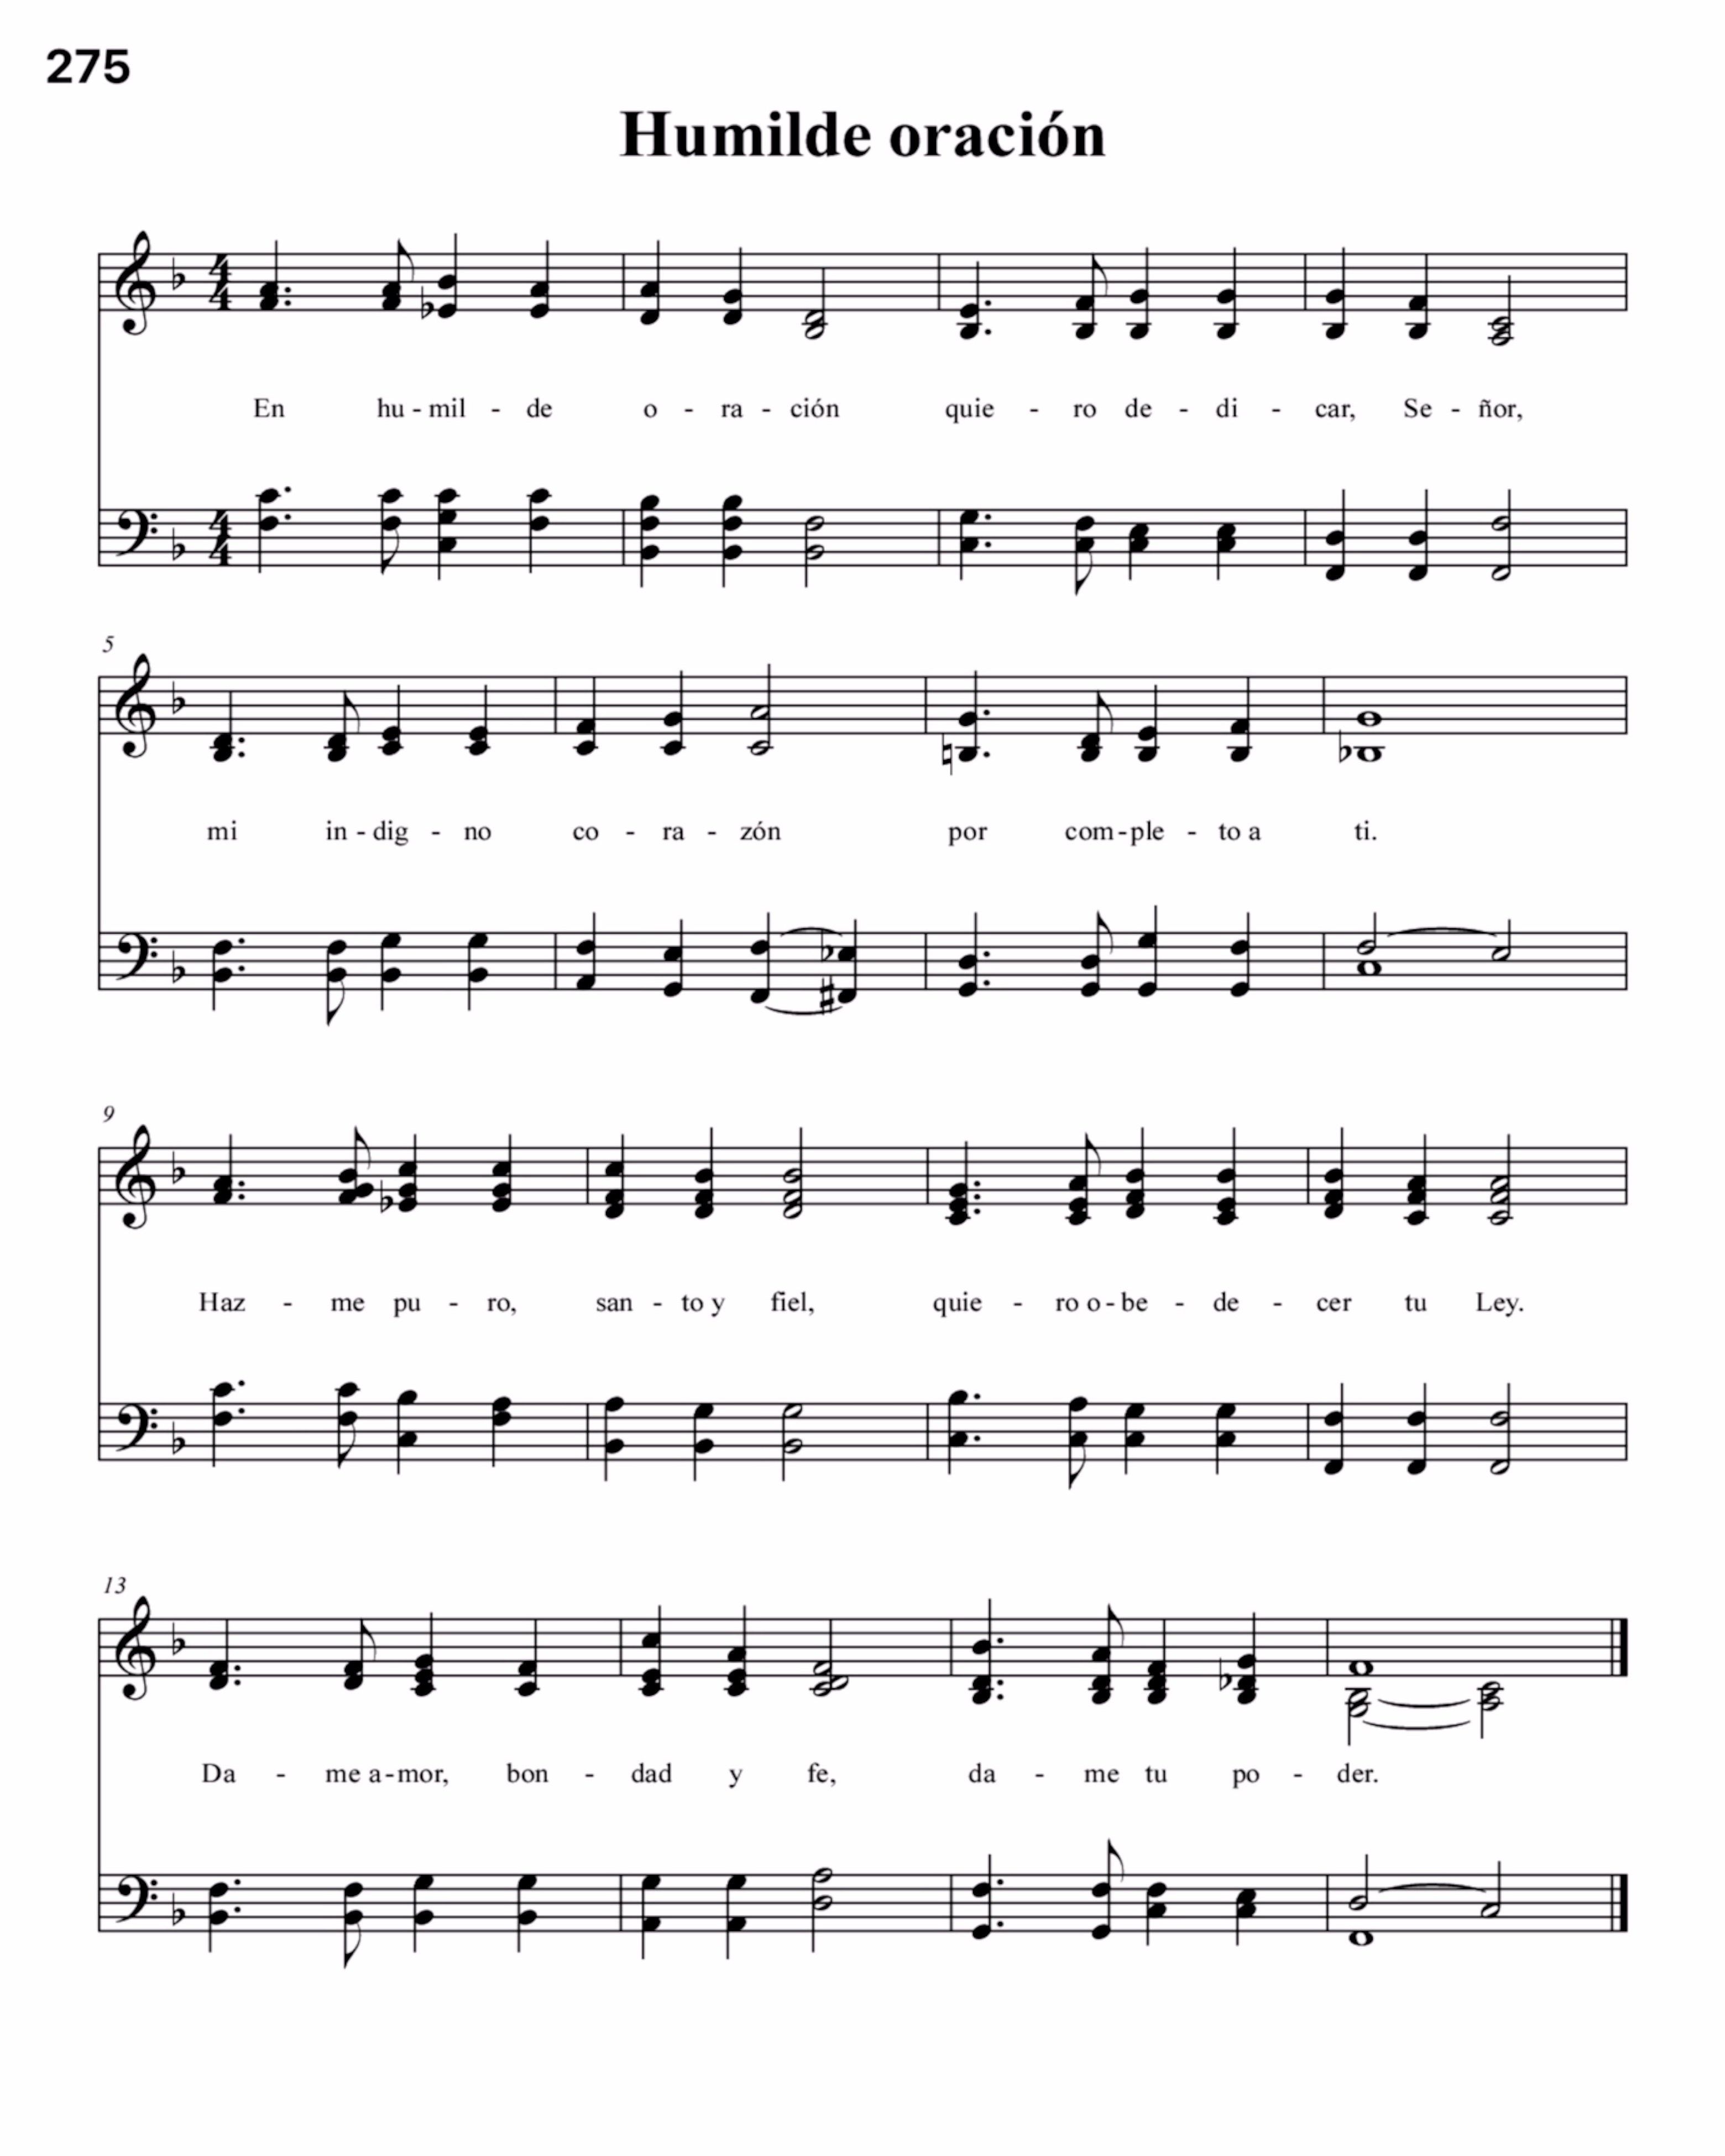 275
Humilde oración
En hu - mil - de o - ra - ción quie - ro de - di - car, Se - ñor,
5
mi in - dig - no co - ra - zón por com - ple - to a ti.
9
Haz - me pu - ro, san - to y fiel, quie - ro o - be - de - cer tu Ley.
13
Da - me a - mor, bon - dad y fe, da - me tu po - der.